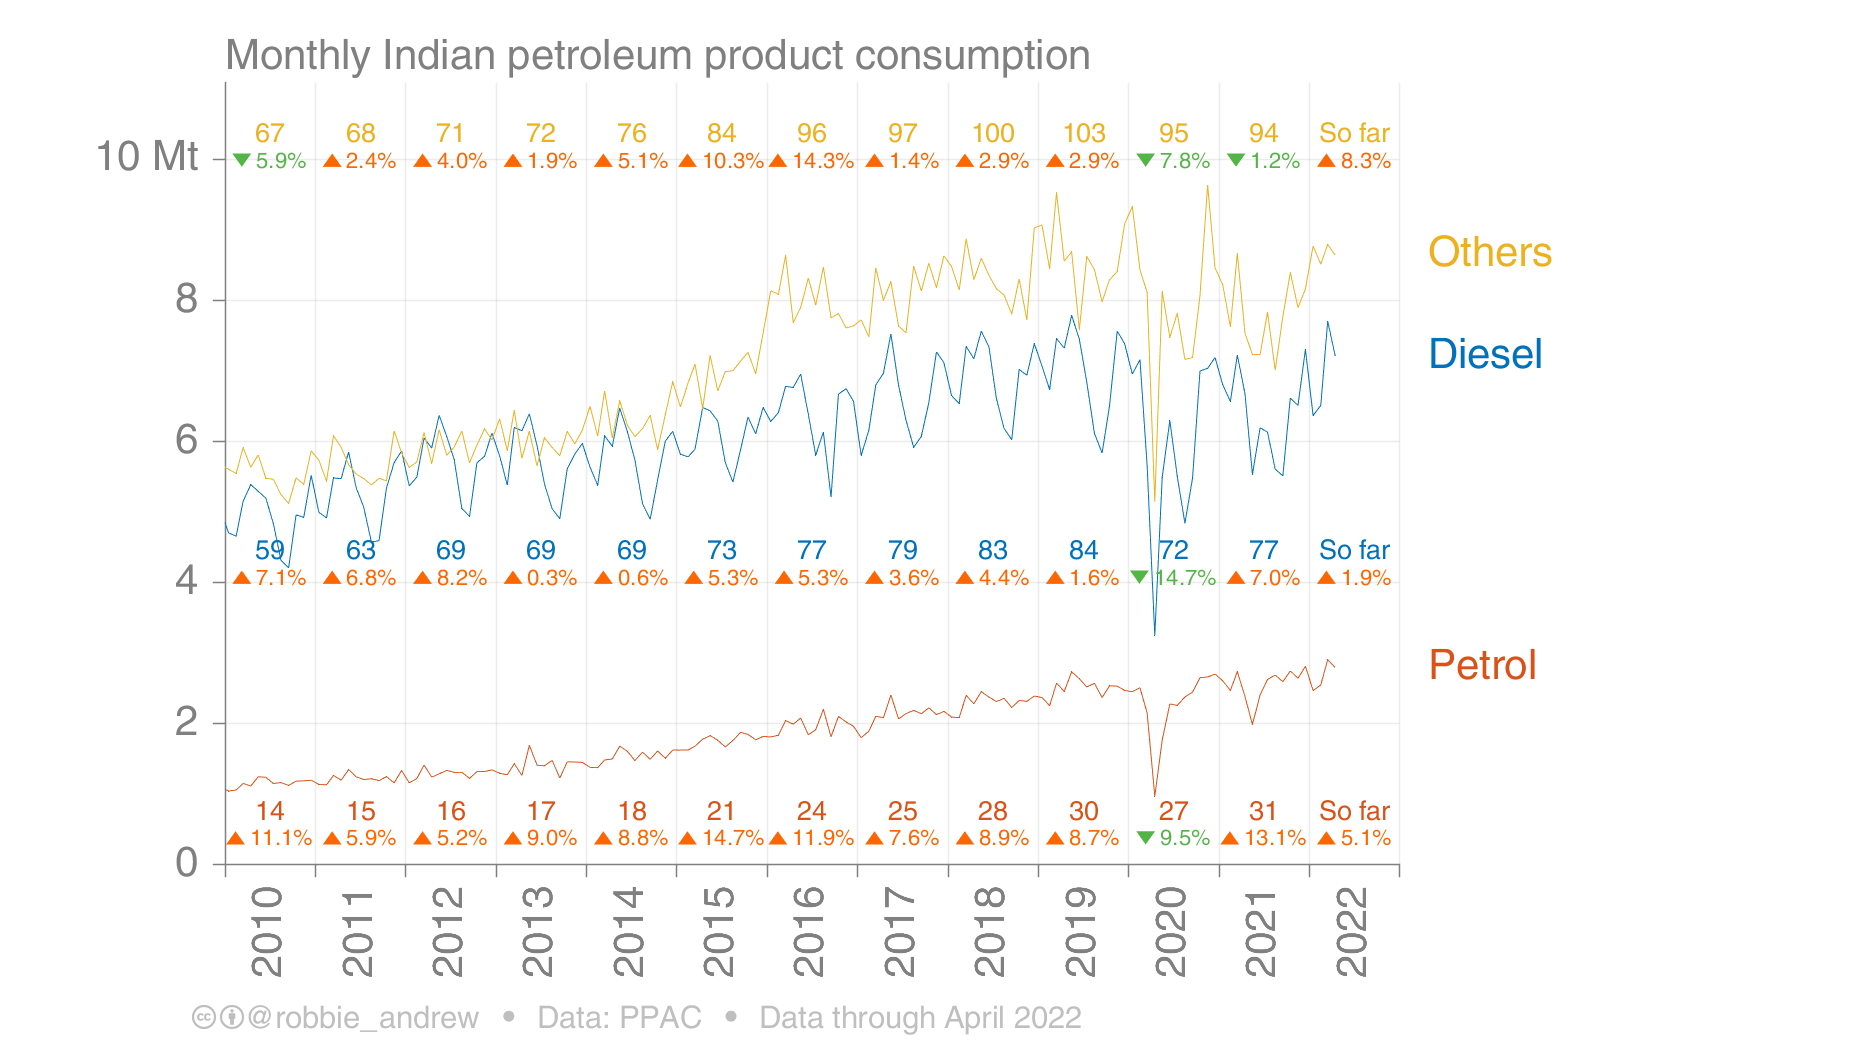 Monthly Indian petroleum product consumption
67 68 71 72 76 84 96 97 100 103 95 94 So far
10 Mt ▼5.9% ▲2.4% ▲4.0% ▲1.9% ▲5.1% ▲10.3% ▲14.3% ▲1.4% ▲2.9% ▲2.9% ▼7.8% ▼1.2% ▲8.3%
Others
8
Diesel
6
59 63 69 69 69 73 77 79 83 84 72 77 So far
4 ▲7.1% ▲6.8% ▲8.2% ▲0.3% ▲0.6% ▲5.3% ▲5.3% ▲3.6% ▲4.4% ▲1.6% ▼14.7% ▲7.0% ▲1.9%
Petrol
2
14 15 16 17 18 21 24 25 28 30 27 31 So far
▲11.1% ▲5.9% ▲5.2% ▲9.0% ▲8.8% ▲14.7% ▲11.9% ▲7.6% ▲8.9% ▲8.7% ▼9.5% ▲13.1% ▲5.1%
0
2010 2011 2012 2013 2014 2015 2016 2017 2018 2019 2020 2021 2022
@robbie_andrew • Data: PPAC • Data through April 2022